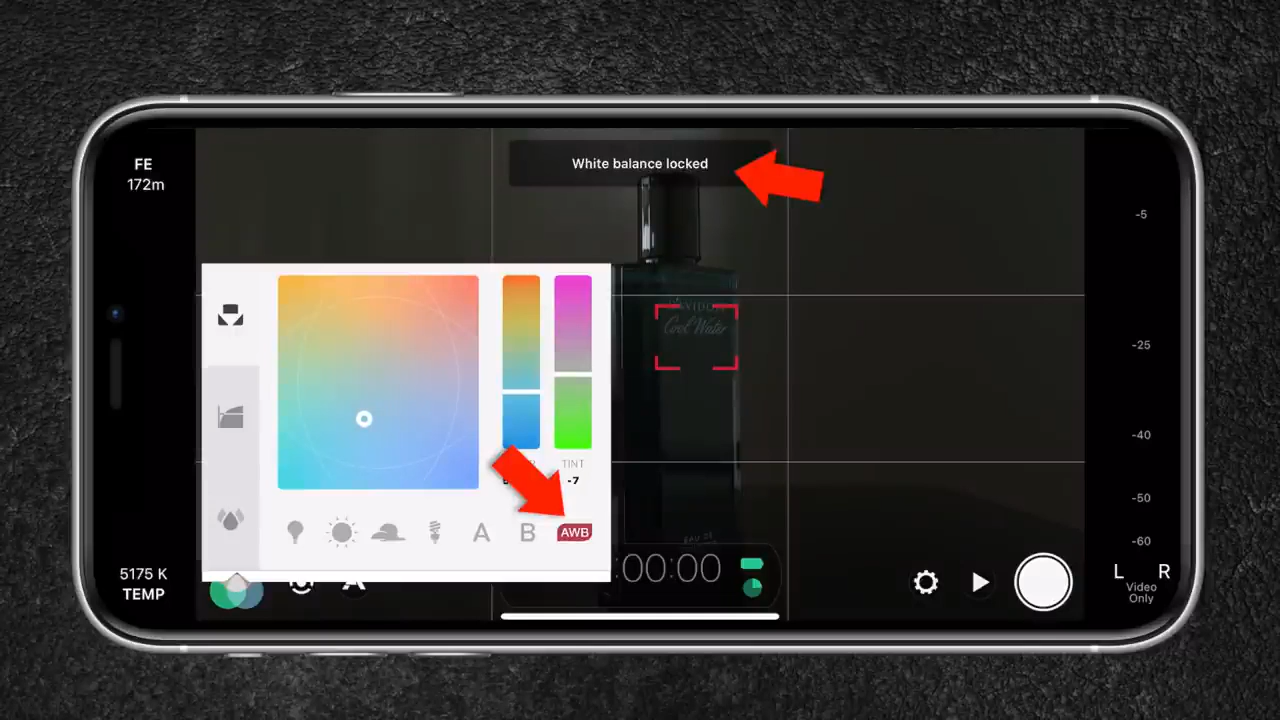 FE
172m
White balance locked
-5
-25
-40
-50
-60
DAVIDOFF
Cool Water
TINT
-7
A
B
AWB
5175 K
TEMP
:00:00
L
R
Video
Only